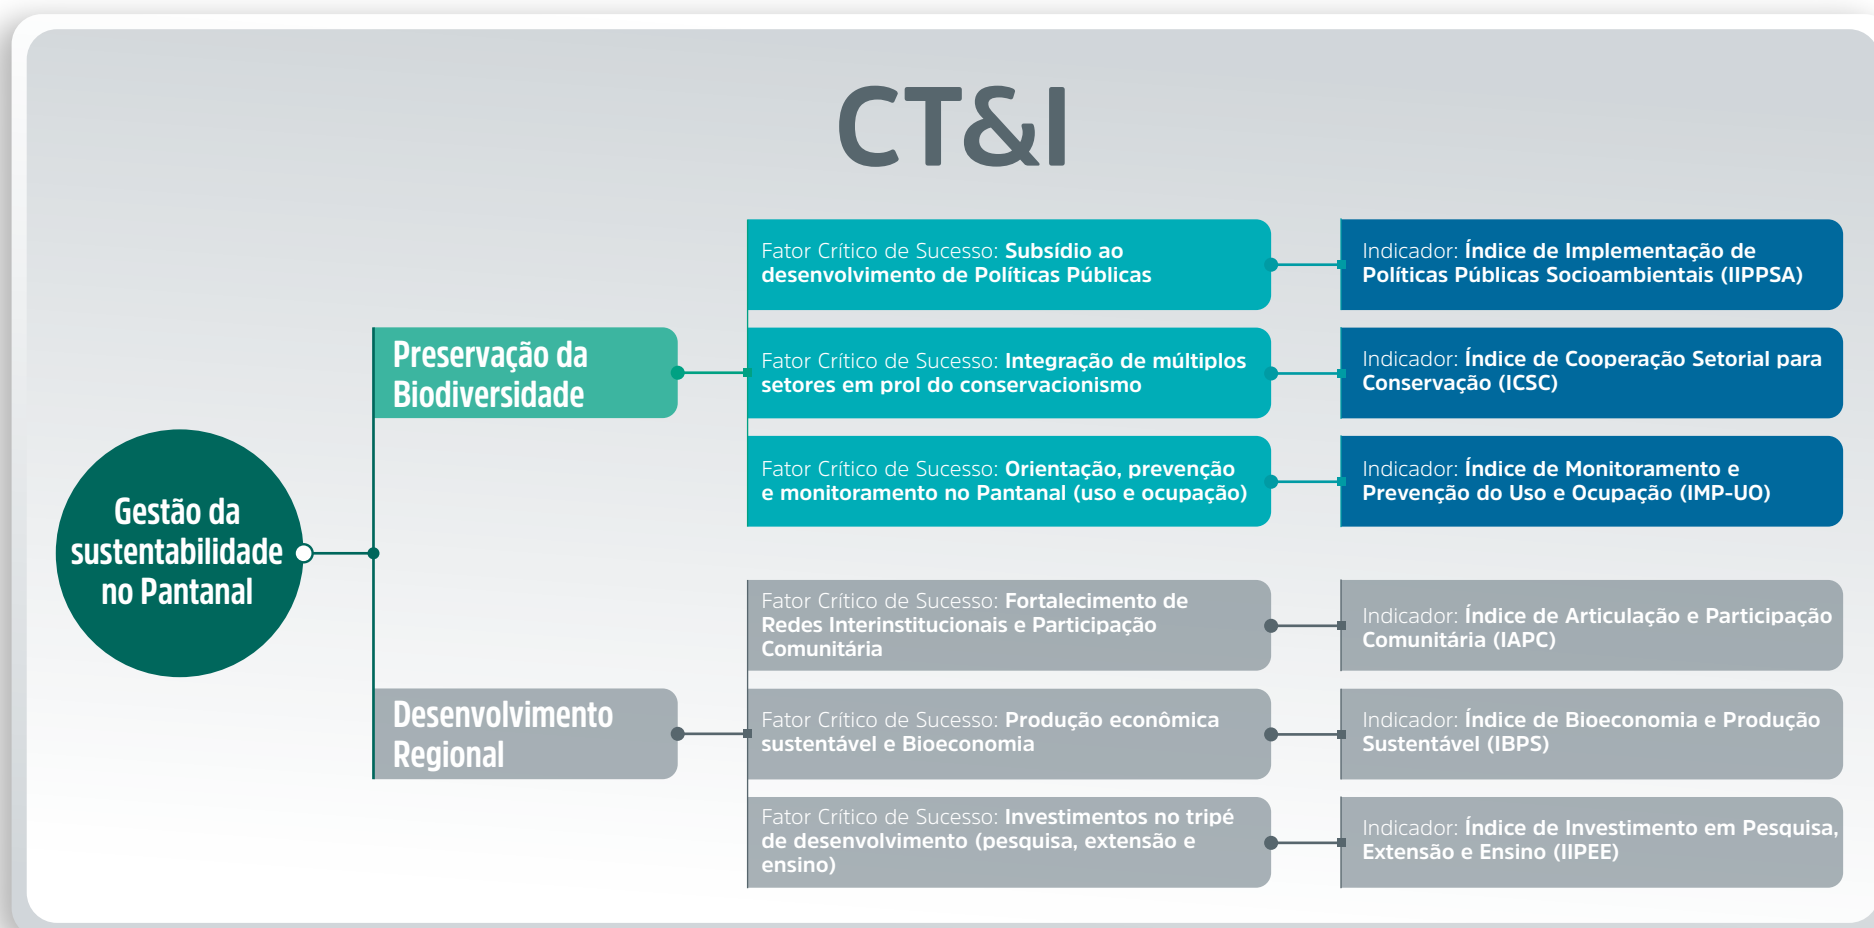 CT&I
Gestão da
sustentabilidade
no Pantanal
Preservação da
Biodiversidade
Fator Crítico de Sucesso: Subsídio ao
desenvolvimento de Políticas Públicas
Indicador: Índice de Implementação de
Políticas Públicas Socioambientais (IIPPSA)
Fator Crítico de Sucesso: Integração de múltiplos
setores em prol do conservacionismo
Indicador: Índice de Cooperação Setorial para
Conservação (ICSC)
Fator Crítico de Sucesso: Orientação, prevenção
e monitoramento no Pantanal (uso e ocupação)
Indicador: Índice de Monitoramento e
Prevenção do Uso e Ocupação (IMP-UO)
Desenvolvimento
Regional
Fator Crítico de Sucesso: Fortalecimento de
Redes Interinstitucionais e Participação
Comunitária
Indicador: Índice de Articulação e Participação
Comunitária (IAPC)
Fator Crítico de Sucesso: Produção econômica
sustentável e Bioeconomia
Indicador: Índice de Bioeconomia e Produção
Sustentável (IBPS)
Fator Crítico de Sucesso: Investimentos no tripé
de desenvolvimento (pesquisa, extensão e
ensino)
Indicador: Índice de Investimento em Pesquisa,
Extensão e Ensino (IIPEE)